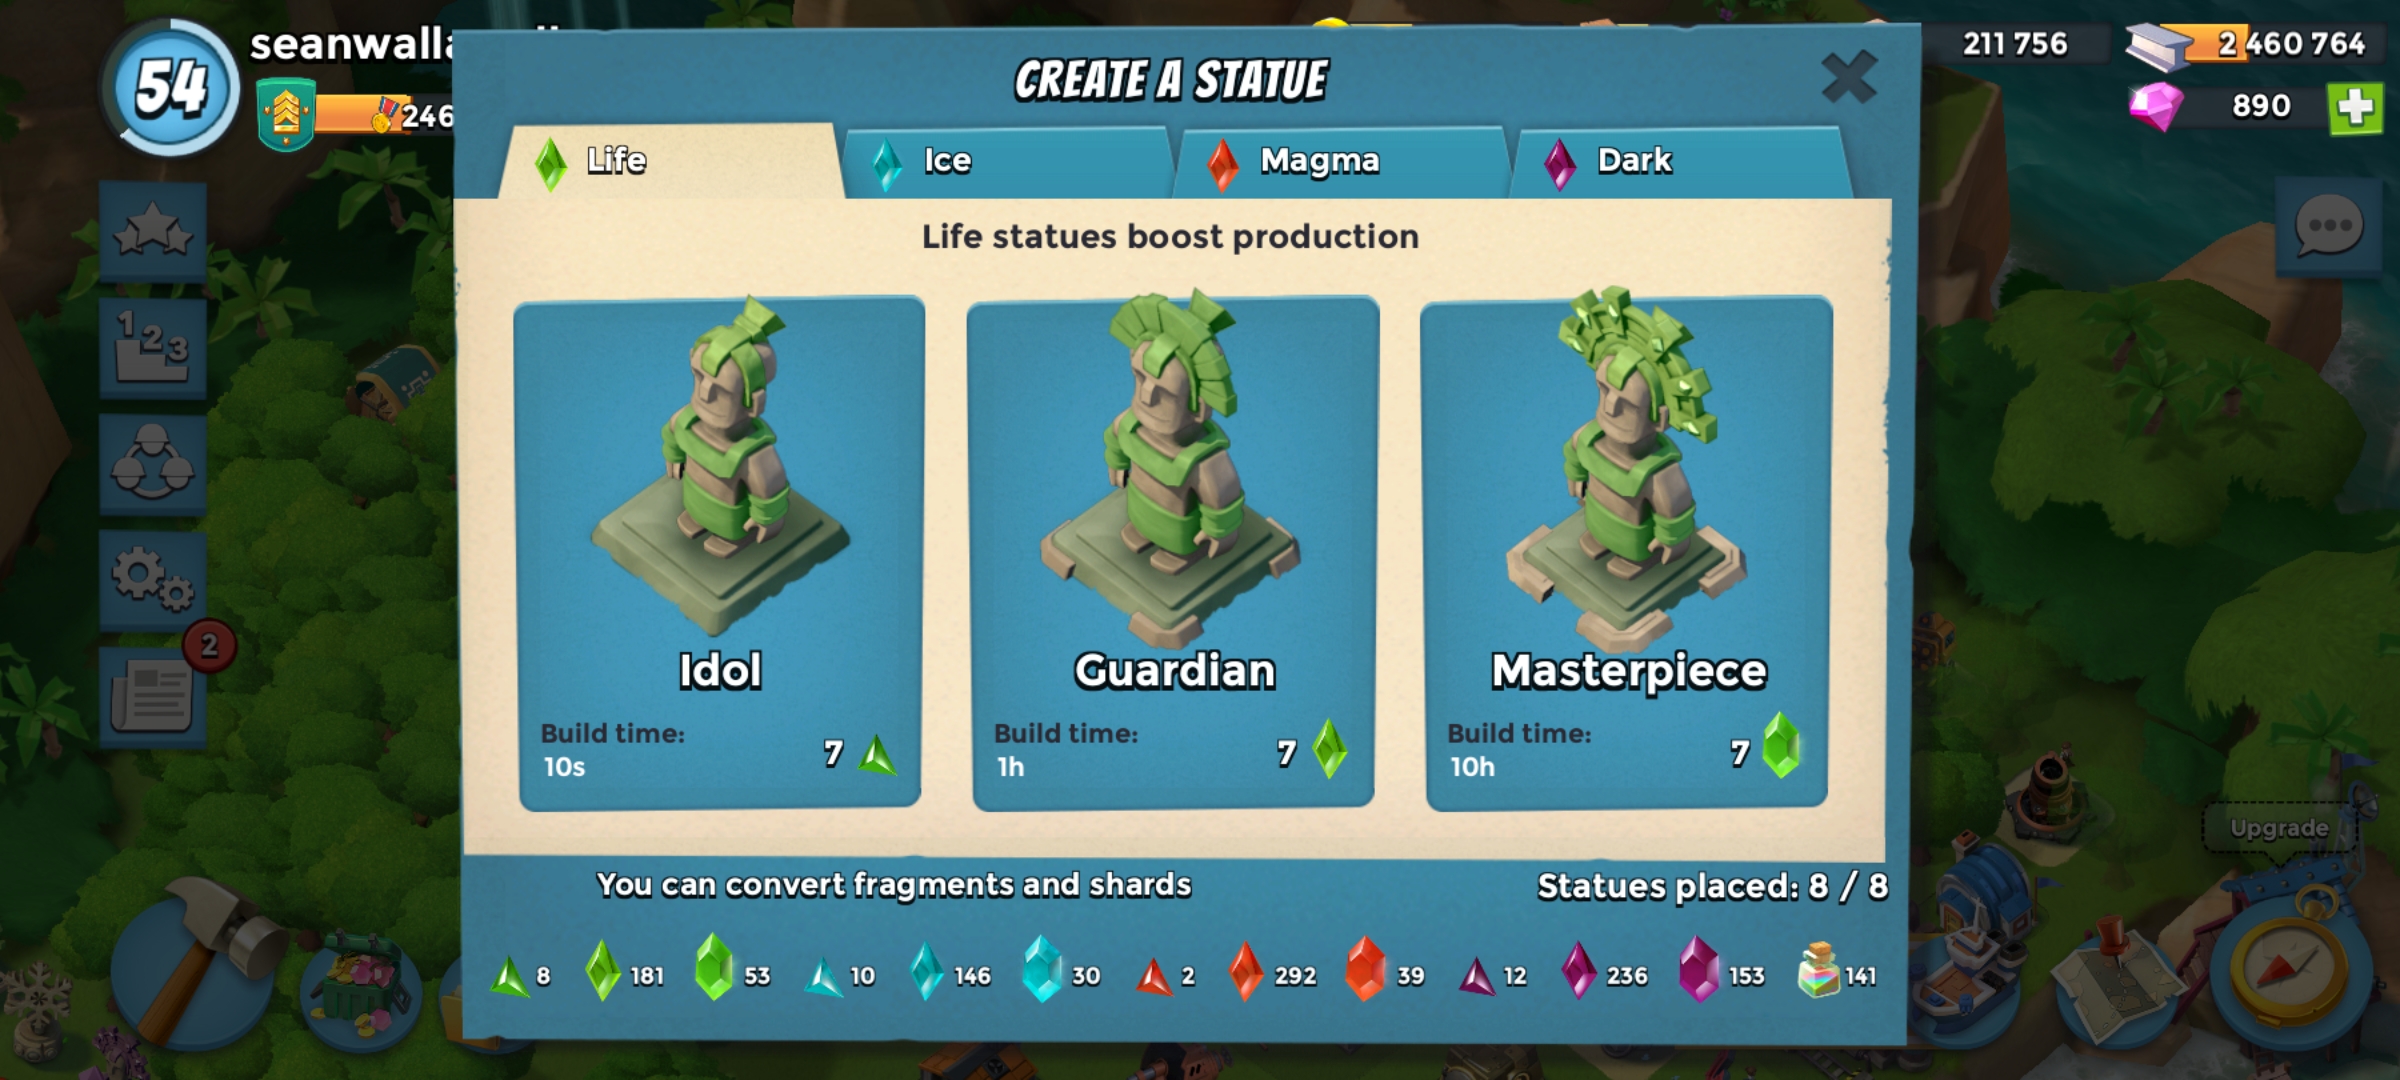 54
246
CREATE A STATUE
211 756
2 460 764
890
Life
Ice
Magma
Dark
Life statues boost production
1 2 3
2
Idol
Build time:
10s
7
Guardian
Build time:
1h
7
Masterpiece
Build time:
10h
7
Upgrade
You can convert fragments and shards
Statues placed: 8 / 8
8
181
53
10
146
30
2
292
39
12
236
153
141